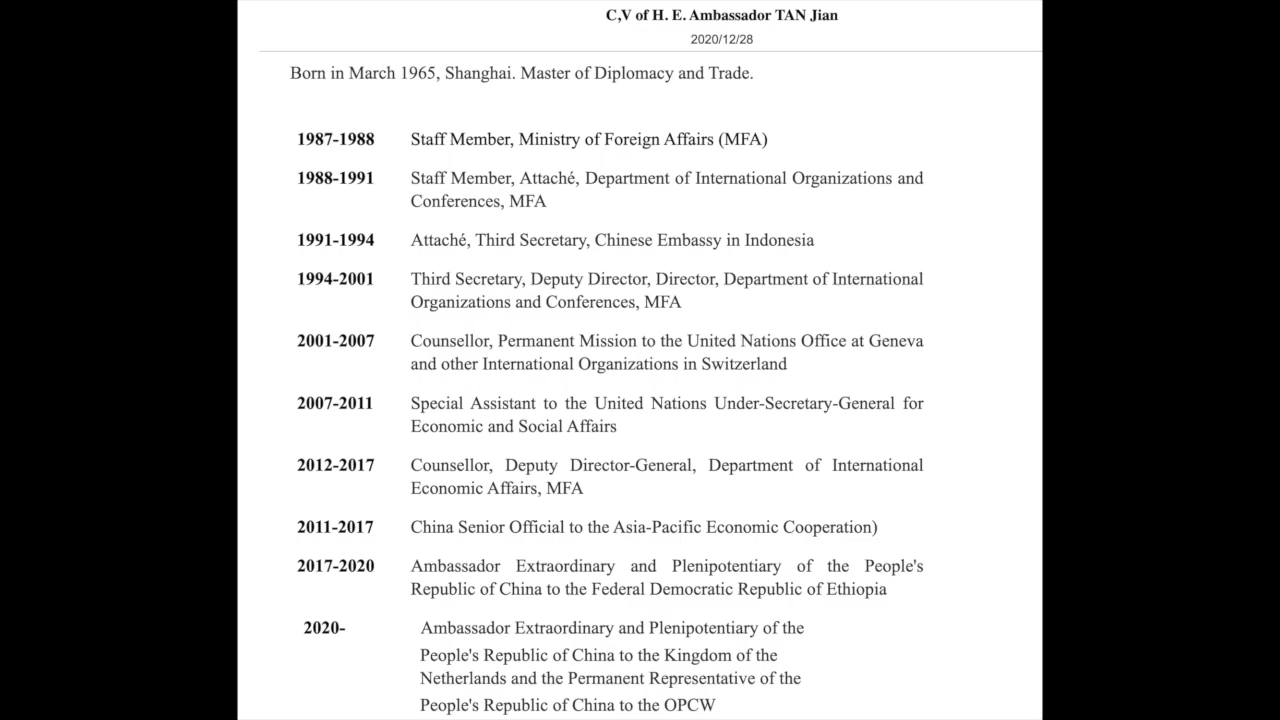 C,V of H. E. Ambassador TAN Jian
2020/12/28
Born in March 1965, Shanghai. Master of Diplomacy and Trade.
1987-1988 Staff Member, Ministry of Foreign Affairs (MFA)
1988-1991 Staff Member, Attaché, Department of International Organizations and
Conferences, MFA
1991-1994 Attaché, Third Secretary, Chinese Embassy in Indonesia
1994-2001 Third Secretary, Deputy Director, Director, Department of International
Organizations and Conferences, MFA
2001-2007 Counsellor, Permanent Mission to the United Nations Office at Geneva
and other International Organizations in Switzerland
2007-2011 Special Assistant to the United Nations Under-Secretary-General for
Economic and Social Affairs
2012-2017 Counsellor, Deputy Director-General, Department of International
Economic Affairs, MFA
2011-2017 China Senior Official to the Asia-Pacific Economic Cooperation)
2017-2020 Ambassador Extraordinary and Plenipotentiary of the People's
Republic of China to the Federal Democratic Republic of Ethiopia
2020- Ambassador Extraordinary and Plenipotentiary of the
People's Republic of China to the Kingdom of the
Netherlands and the Permanent Representative of the
People's Republic of China to the OPCW